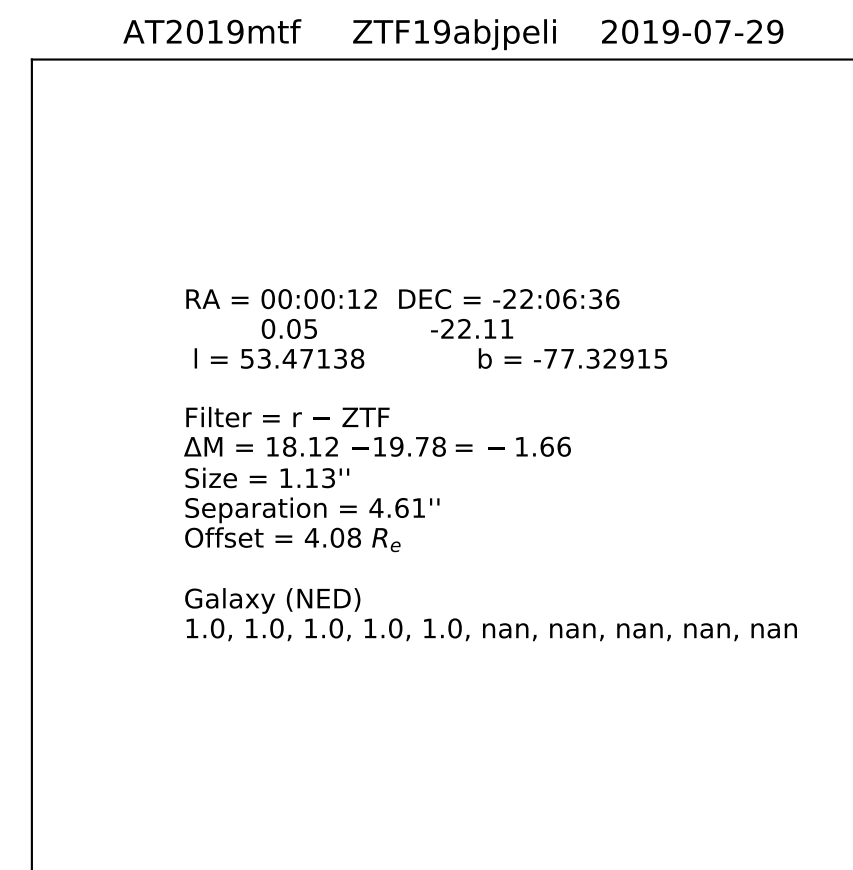 AT2019mtf ZTF19abjpeli 2019-07-29
RA = 00:00:12 DEC = -22:06:36
0.05 -22.11
l = 53.47138 b = -77.32915
Filter = r − ZTF
ΔM = 18.12 −19.78 = − 1.66
Size = 1.13''
Separation = 4.61''
Offset = 4.08 Re
Galaxy (NED)
1.0, 1.0, 1.0, 1.0, 1.0, nan, nan, nan, nan, nan